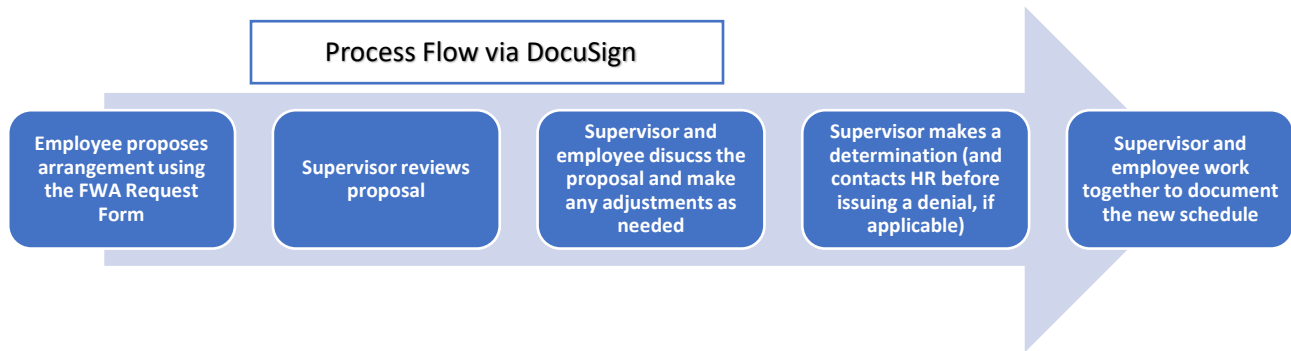 Process Flow via DocuSign
Employee proposes
arrangement using
the FWA Request
Form
Supervisor reviews
proposal
Supervisor and
employee disucss the
proposal and make
any adjustments as
needed
Supervisor makes a
determination (and
contacts HR before
issuing a denial, if
applicable)
Supervisor and
employee work
together to document
the new schedule